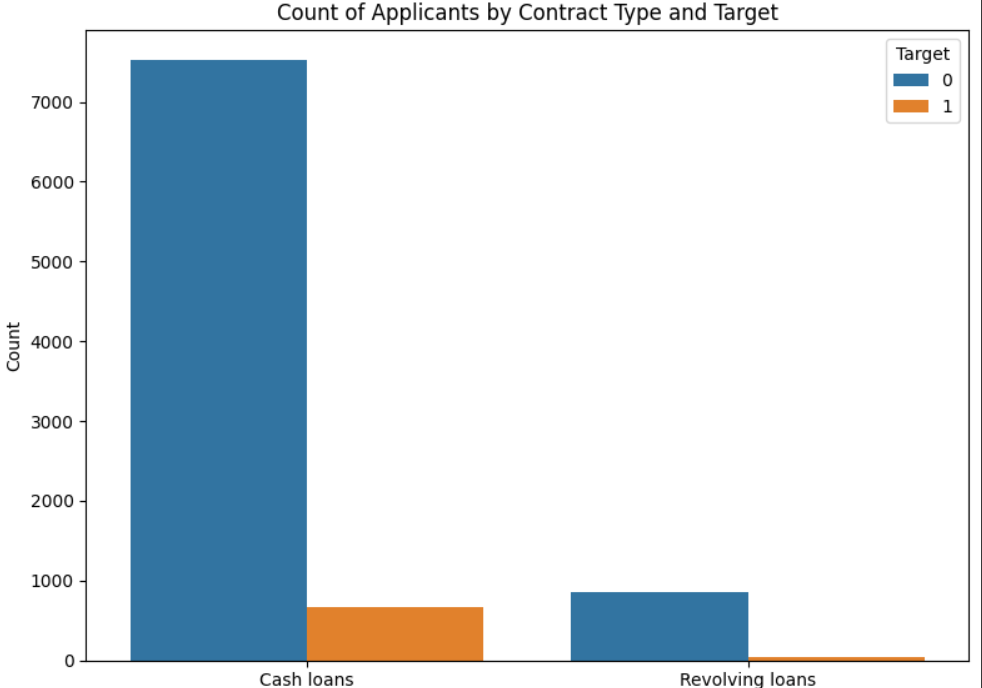 Count of Applicants by Contract Type and Target
Target
0
1
7000
6000
5000
4000
3000
2000
1000
0
Count
Cash loans
Revolving loans